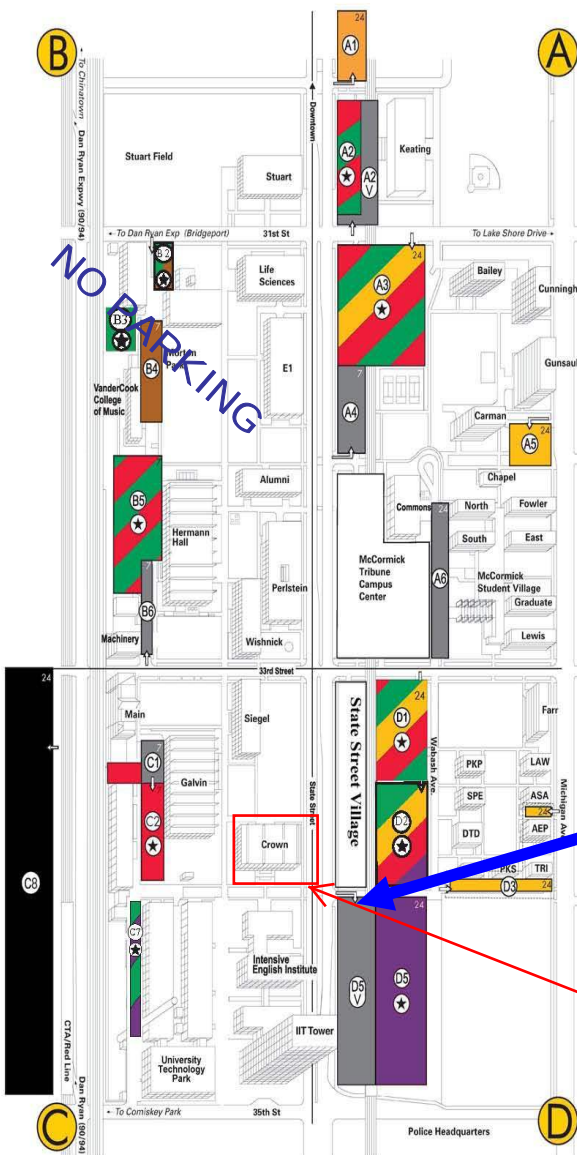 B
A
24
A1
To Chinatown
Dan Ryan Expwy (90/94)
Downtown
Stuart Field
Stuart
A2
A2
V
Keating
← To Dan Ryan Exp (Bridgeport)
31st St
To Lake Shore Drive →
NO PARKING
B2
Life
Sciences
24
A3
Bailey
Cunningh
B3
7
B4
Morton
Park
E1
7
A4
Gunsaul
VanderCook
College
of Music
Carman
24
A5
7
B5
Alumni
Chapel
Commons
24
North
Fowler
Hermann
Hall
South
East
McCormick
Tribune
Campus
Center
A6
7
B6
Perlstein
McCormick
Student Village
Graduate
Machinery
Wishnick
Lewis
24
33rd Street
Main
Siegel
State Street Village
24
D1
Wabash Ave.
Farr
7
C1
Galvin
State Street
PKP
LAW
C2
D2
SPE
ASA
24
Michigan Av
Crown
DTD
AEP
C8
PKS
TRI
D3
24
C7
24
Intensive
English Institute
D5
V
D5
IIT Tower
CTA/Red Line
University
Technology
Park
Dan Ryan (90/94)
← To Comiskey Park
35th St
C
D
Police Headquarters